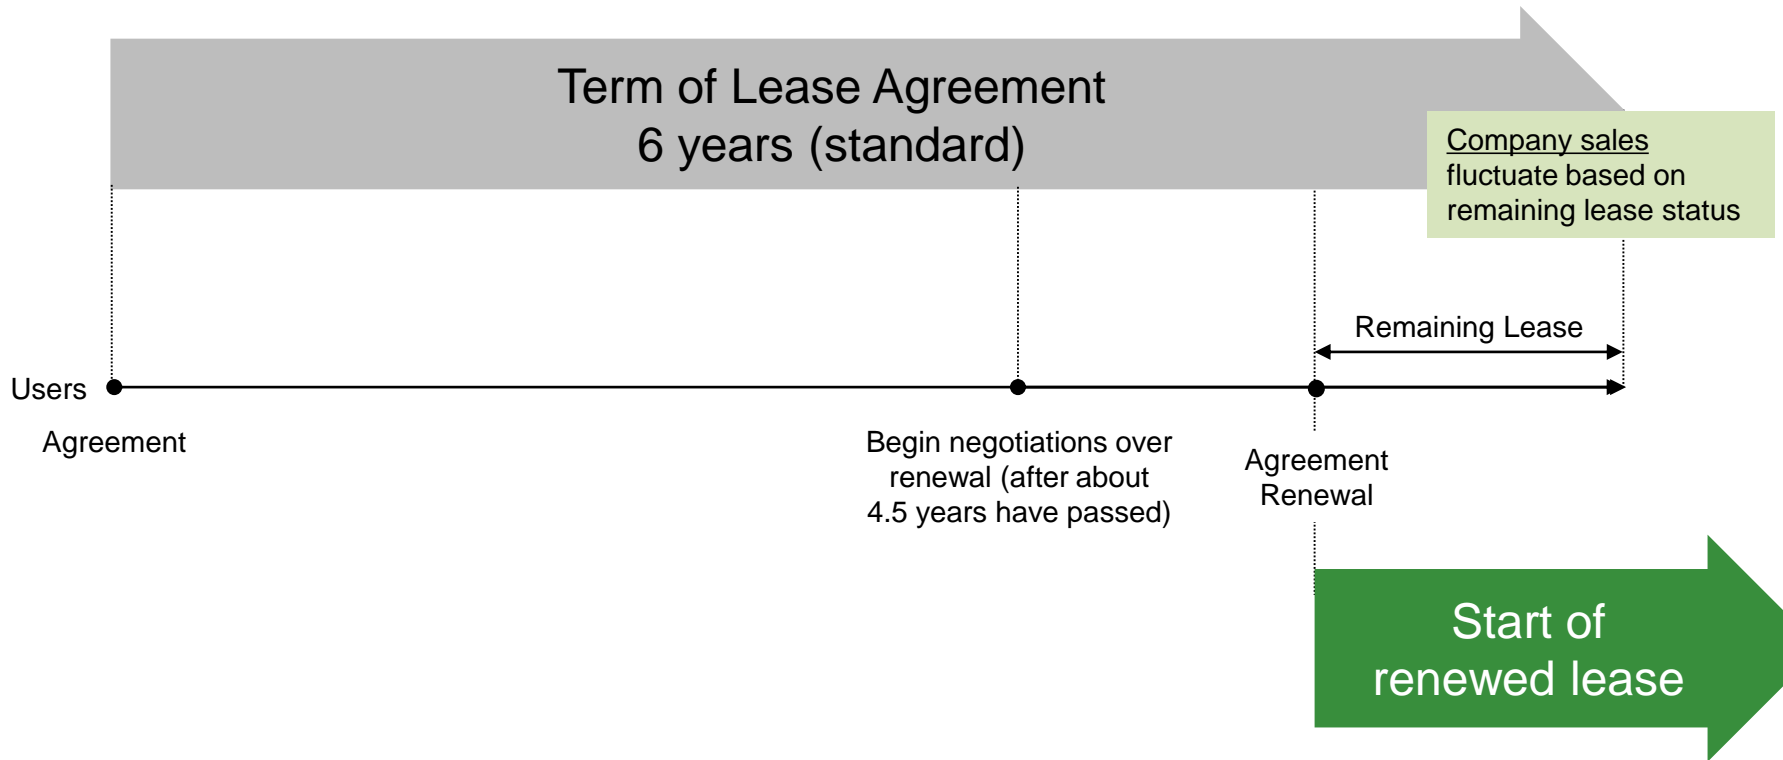 Term of Lease Agreement
6 years (standard)
Company sales
fluctuate based on
remaining lease status
Remaining Lease
Users
Agreement
Begin negotiations over
renewal (after about
4.5 years have passed)
Agreement
Renewal
Start of
renewed lease